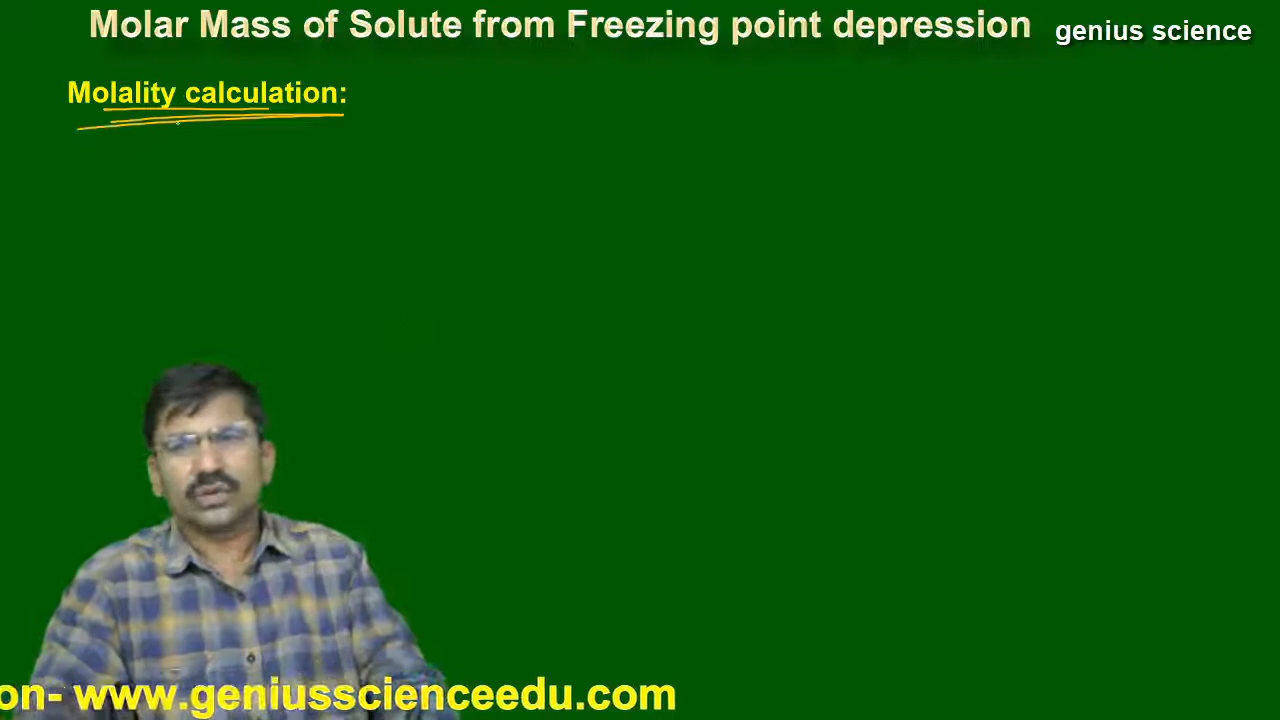 Molar Mass of Solute from Freezing point depression
genius science
Molality calculation:
on- www.geniusscienceedu.com